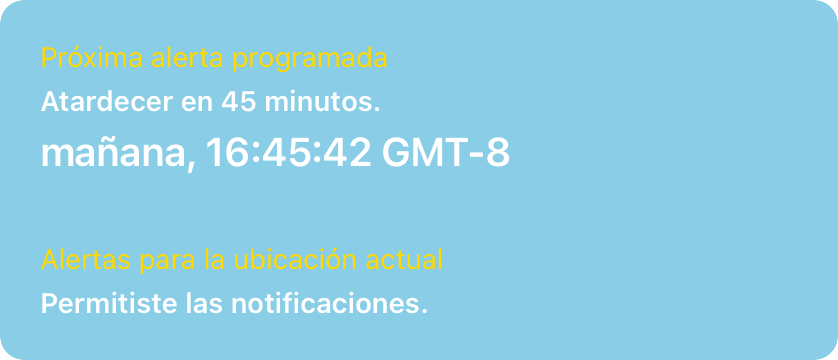 Próxima alerta programada
Atardecer en 45 minutos.
mañana, 16:45:42 GMT-8
Alertas para la ubicación actual
Permitiste las notificaciones.